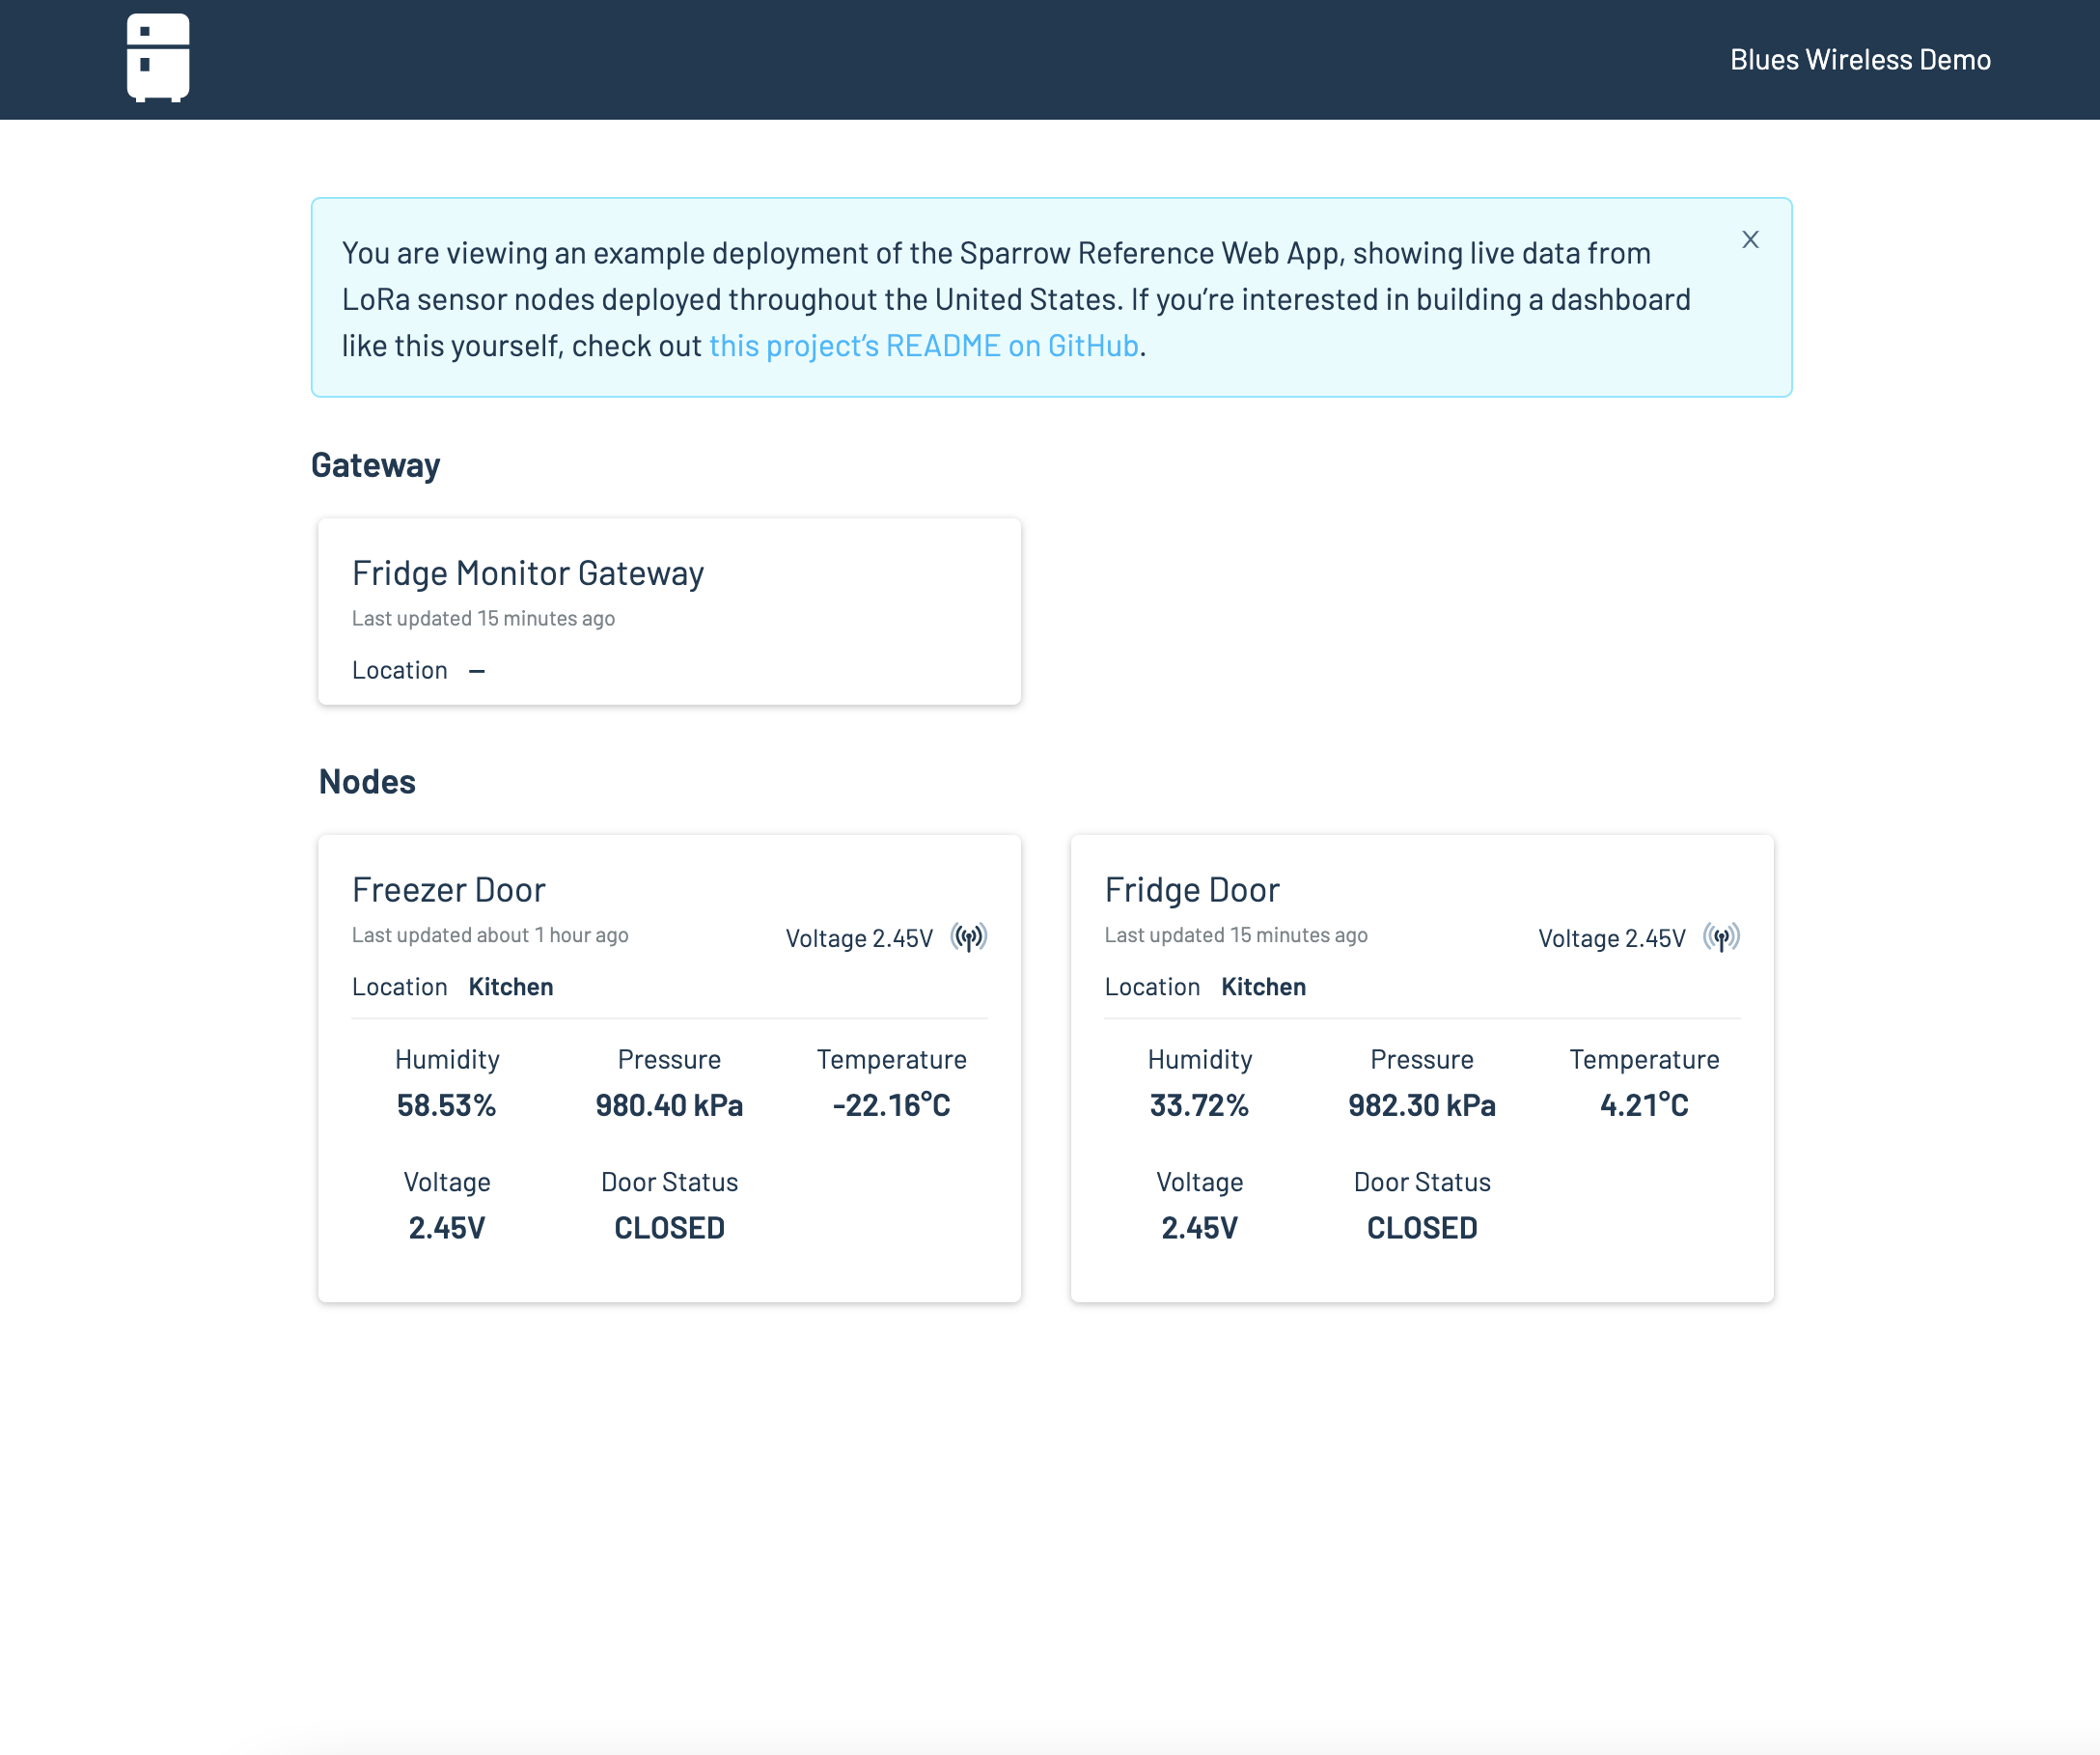 Blues Wireless Demo
You are viewing an example deployment of the Sparrow Reference Web App, showing live data from
LoRa sensor nodes deployed throughout the United States. If you’re interested in building a dashboard
like this yourself, check out this project’s README on GitHub.
X
Gateway
Fridge Monitor Gateway
Last updated 15 minutes ago
Location —
Nodes
Freezer Door
Last updated about 1 hour ago
Voltage 2.45V
Location Kitchen
Humidity Pressure Temperature
58.53% 980.40 kPa -22.16°C
Voltage Door Status
2.45V CLOSED
Fridge Door
Last updated 15 minutes ago
Voltage 2.45V
Location Kitchen
Humidity Pressure Temperature
33.72% 982.30 kPa 4.21°C
Voltage Door Status
2.45V CLOSED